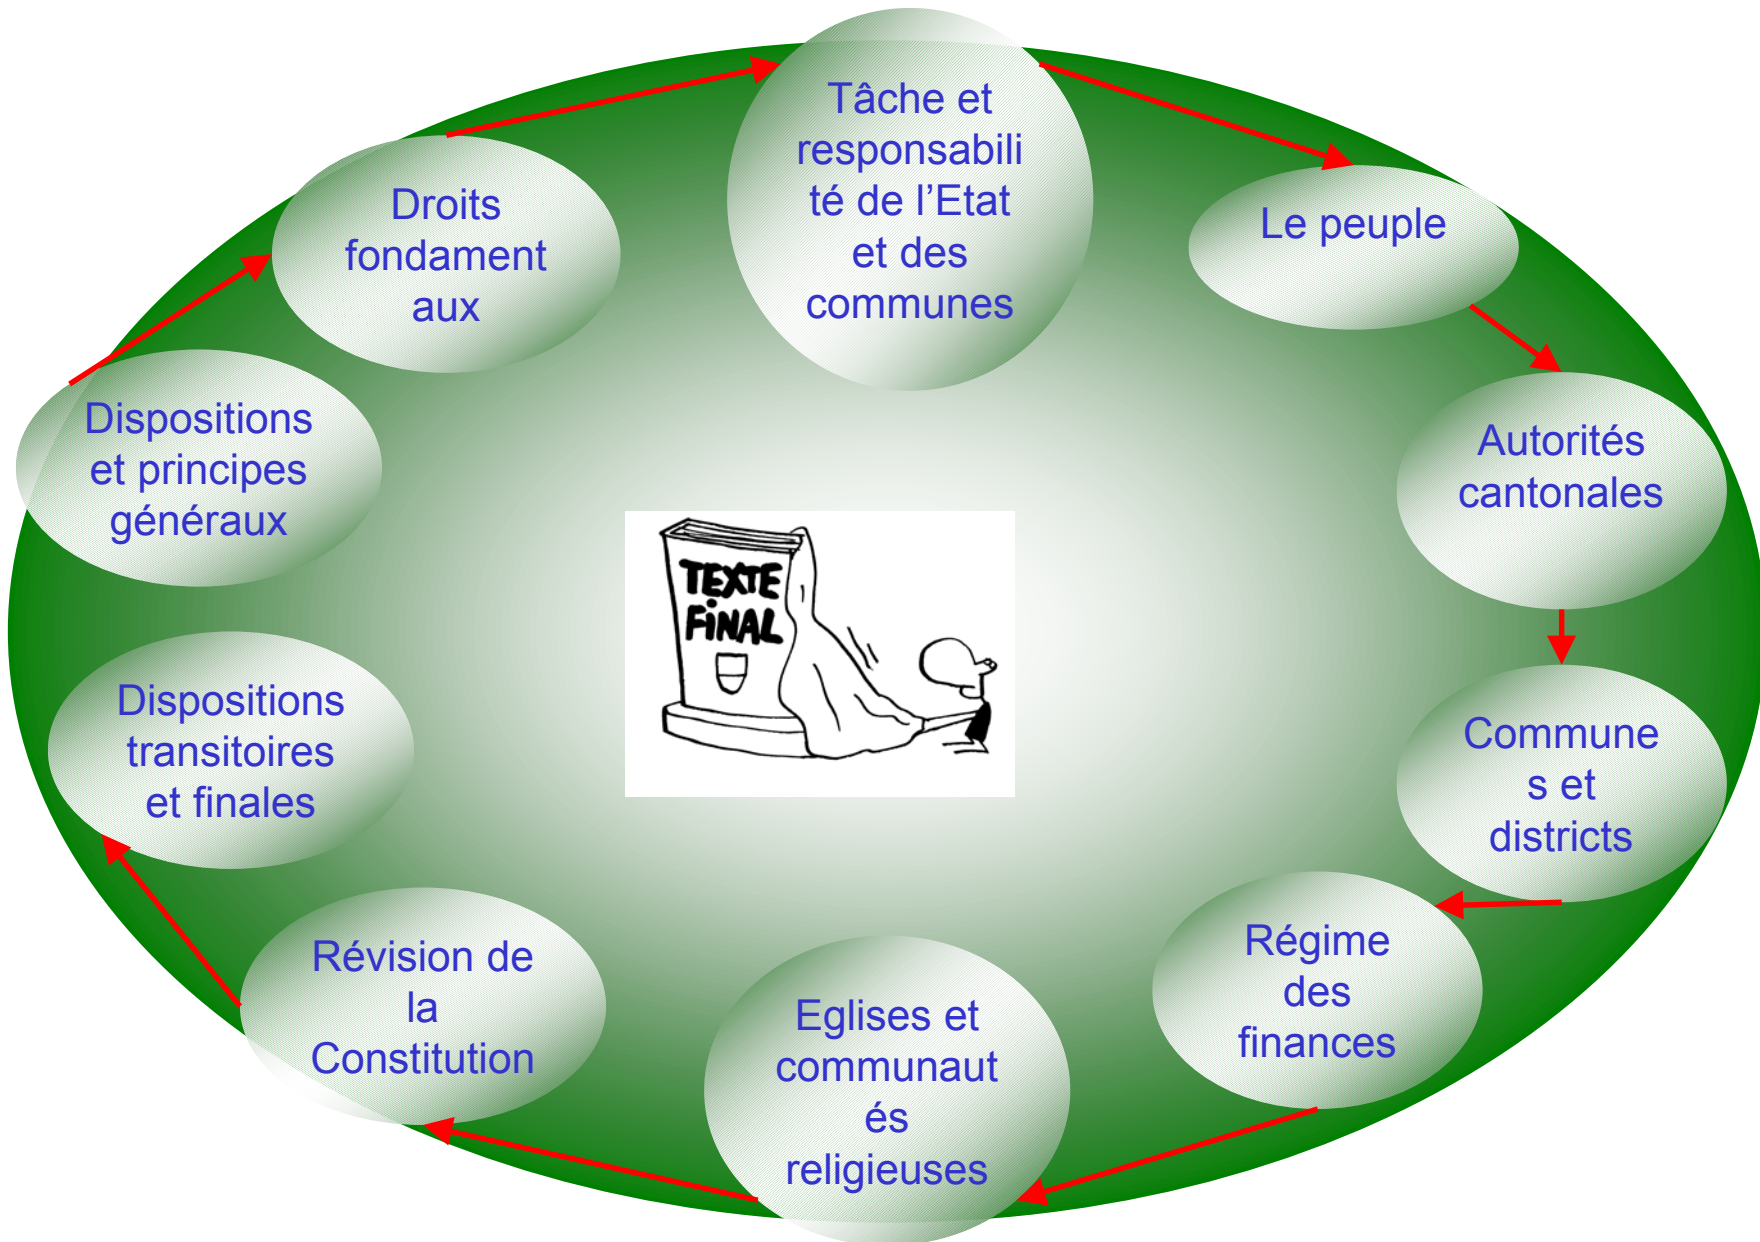 Tâche et
responsabili
té de l’Etat
et des
communes
Le peuple
Autorités
cantonales
Commune
s et
districts
Régime
des
finances
Eglises et
communaut
és
religieuses
Révision de
la
Constitution
Dispositions
transitoires
et finales
Dispositions
et principes
généraux
Droits
fondament
aux
TEXTE
FiNAL